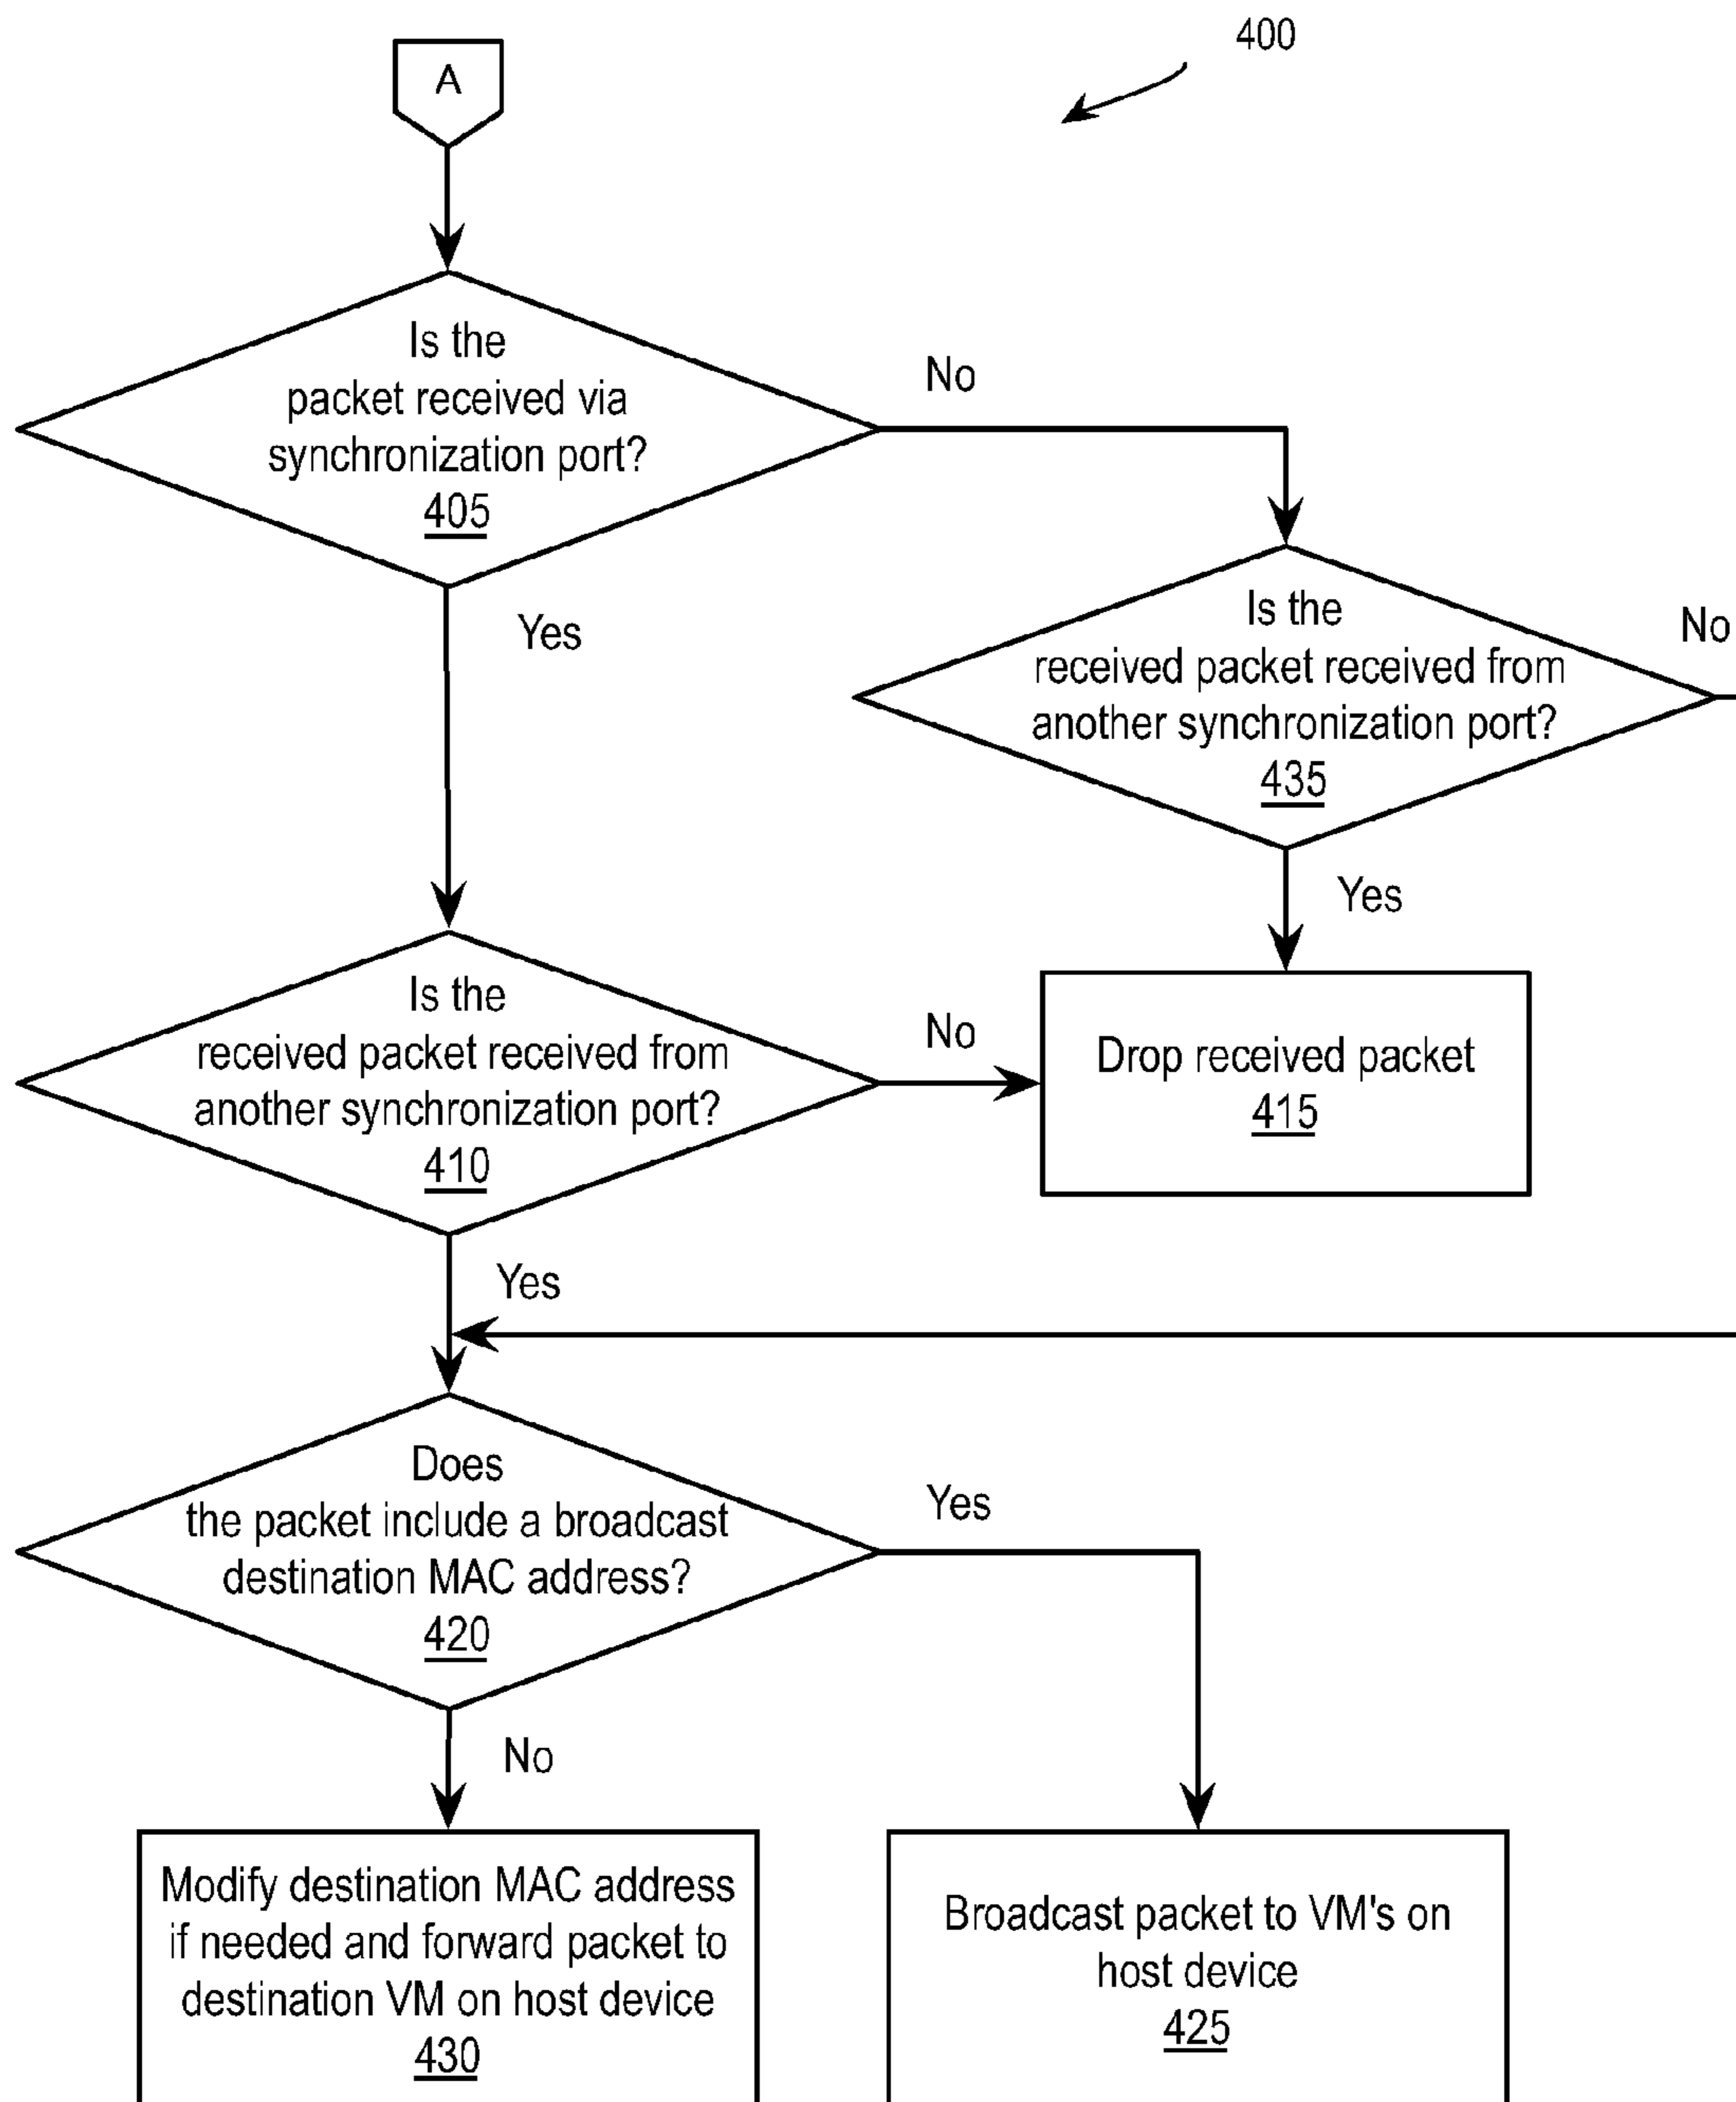 400
A
Is the
packet received via
synchronization port?
405
No
Yes
Is the
received packet received from
another synchronization port?
435
No
Yes
Is the
received packet received from
another synchronization port?
410
No
Drop received packet
415
Yes
Does
the packet include a broadcast
destination MAC address?
420
Yes
No
Modify destination MAC address
if needed and forward packet to
destination VM on host device
430
Broadcast packet to VM's on
host device
425